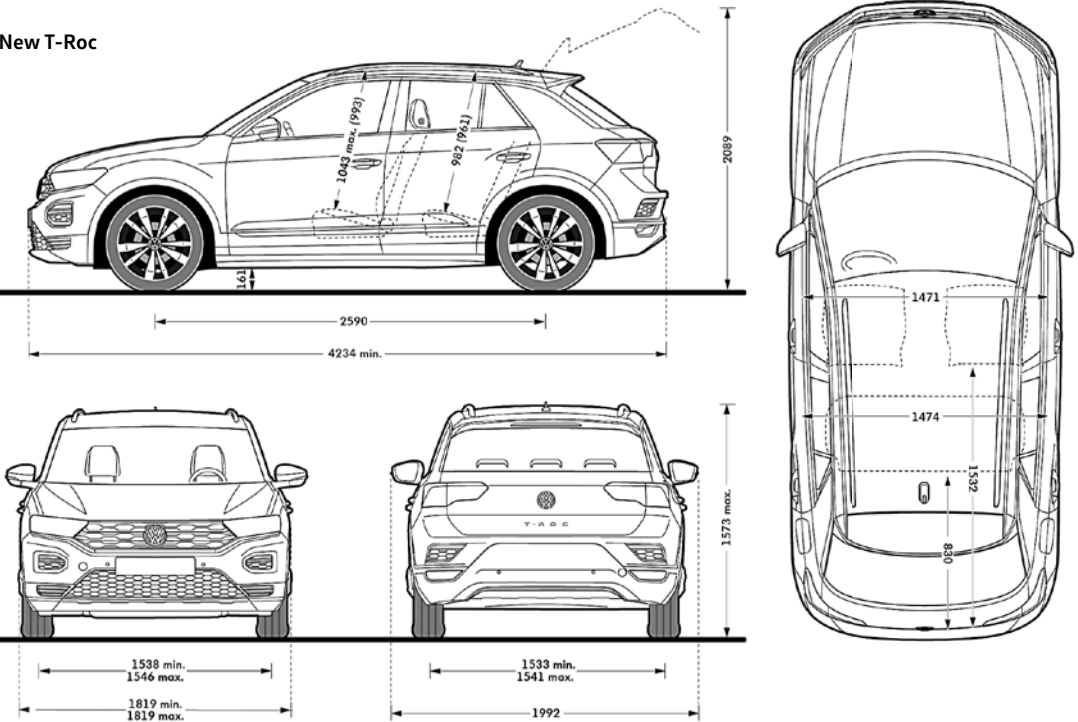 New T-Roc
1043 max. (993)
982 (961)
2089
161
2590
4234 min.
1471
1474
1532
830
1573 max.
T-ROC
1538 min.
1546 max.
1819 min.
1819 max.
1533 min.
1541 max.
1992